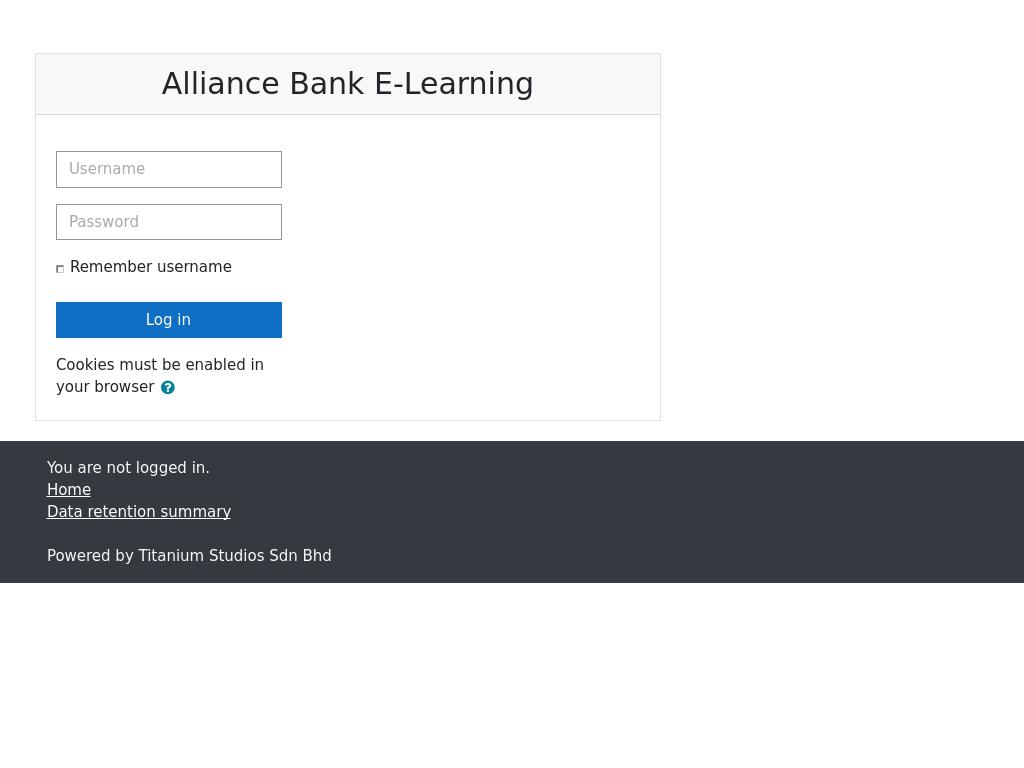 Alliance Bank E-Learning
Username
Password
Remember username
Log in
Cookies must be enabled in
your browser
You are not logged in.
Home
Data retention summary
Powered by Titanium Studios Sdn Bhd